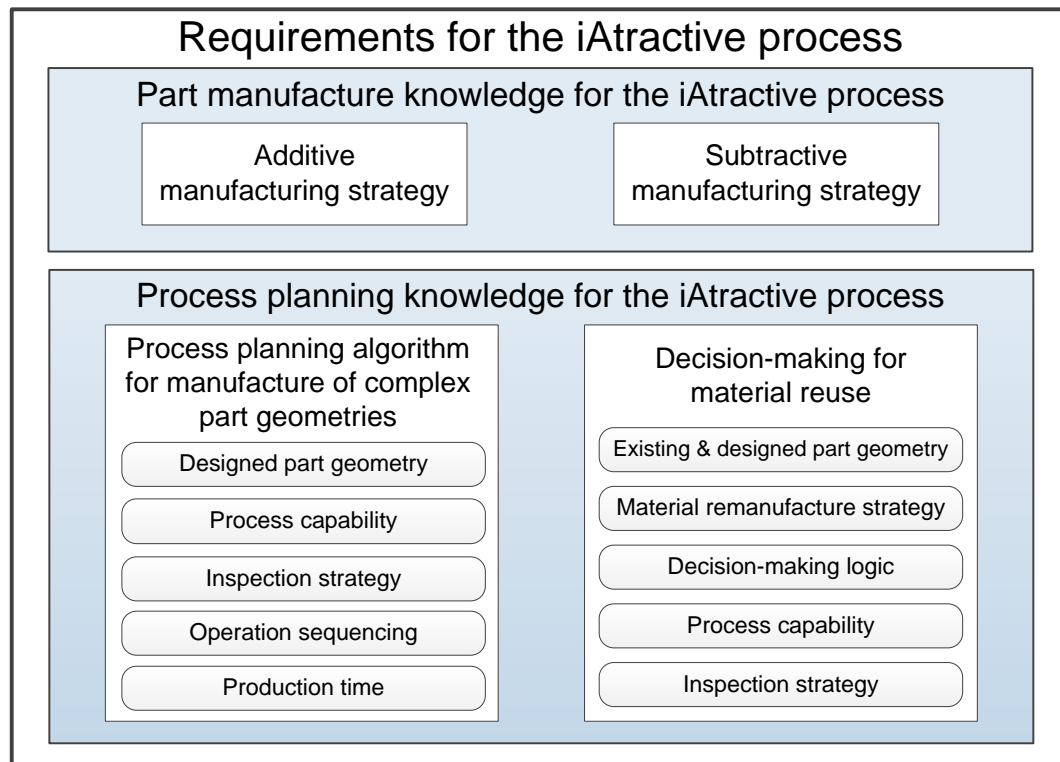 Requirements for the iAtractive process
Part manufacture knowledge for the iAtractive process
Additive
manufacturing strategy
Subtractive
manufacturing strategy
Process planning knowledge for the iAtractive process
Process planning algorithm
for manufacture of complex
part geometries
Designed part geometry
Process capability
Inspection strategy
Operation sequencing
Production time
Decision-making for
material reuse
Existing & designed part geometry
Material remanufacture strategy
Decision-making logic
Process capability
Inspection strategy